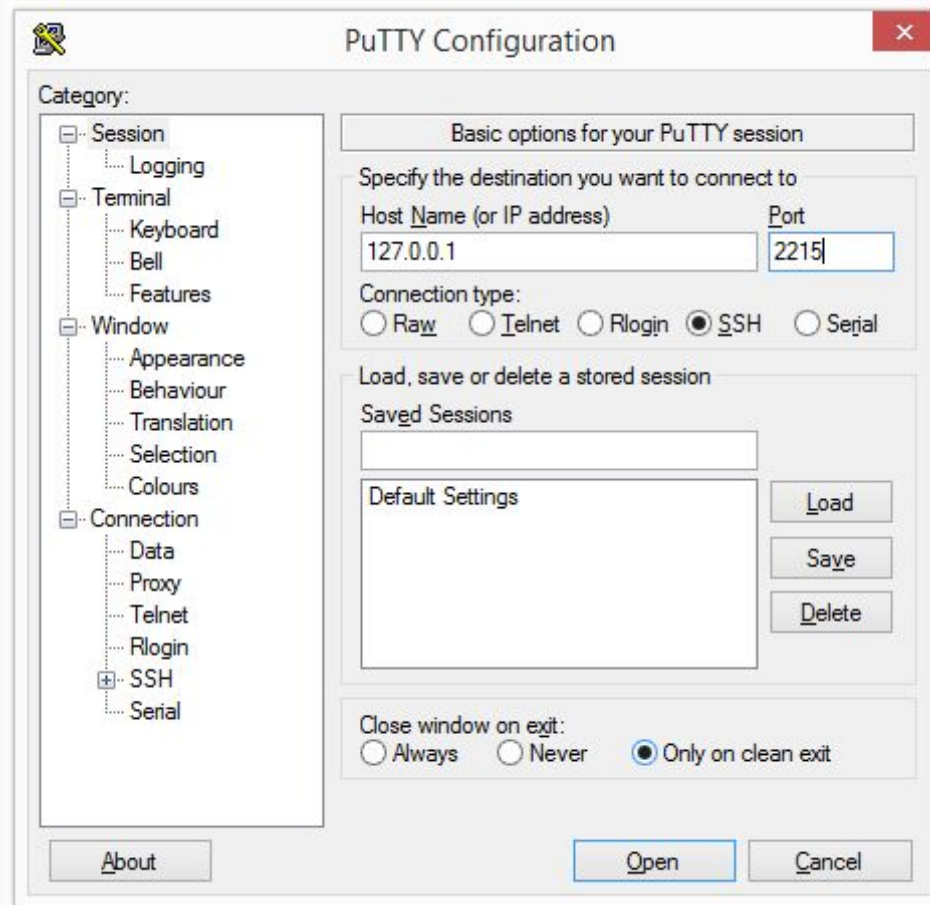 PuTTY Configuration
Category:
Session
Logging
Terminal
Keyboard
Bell
Features
Window
Appearance
Behaviour
Translation
Selection
Colours
Connection
Data
Proxy
Telnet
Rlogin
SSH
Serial
Basic options for your PuTTY session
Specify the destination you want to connect to
Host Name (or IP address) Port
127.0.0.1 2215
Connection type:
Raw Telnet Rlogin SSH Serial
Load, save or delete a stored session
Saved Sessions
Default Settings
Load
Save
Delete
Close window on exit:
Always Never Only on clean exit
About Open Cancel